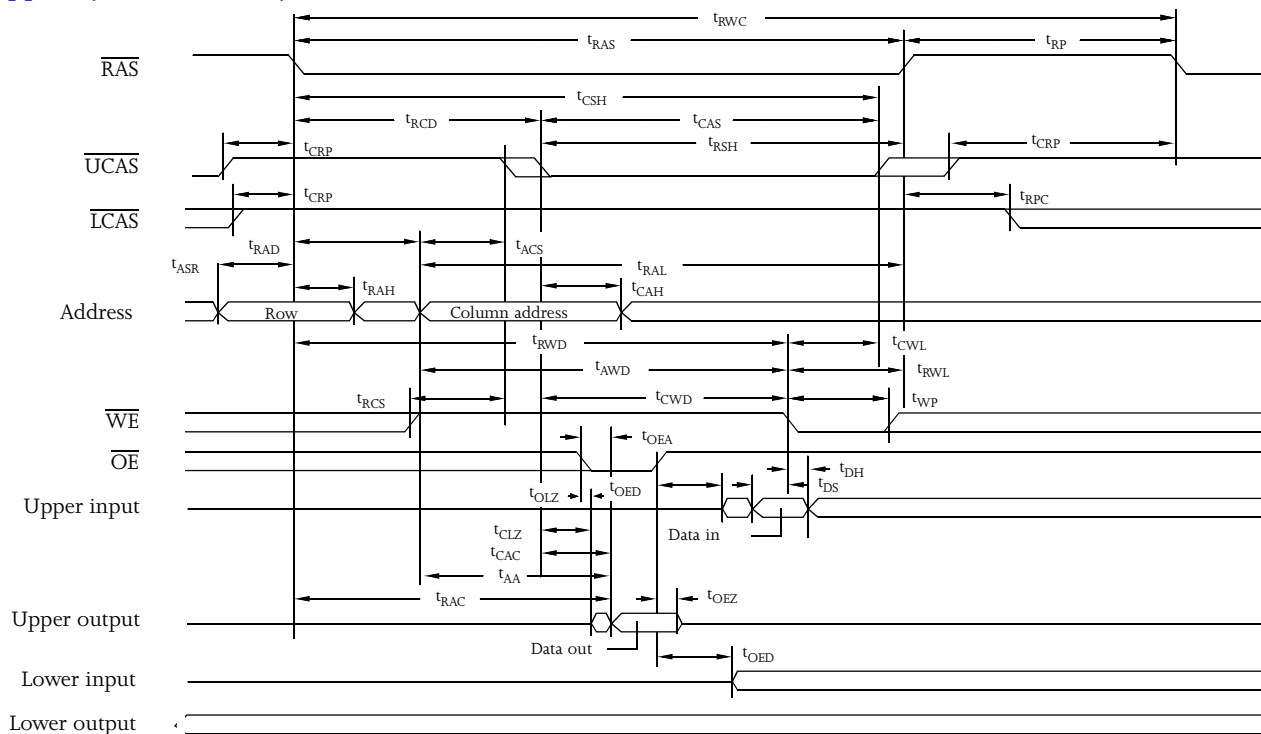 tRWC
tRAS
tRP
RAS
tCSH
tRCD
tCAS
tCRP
tRSH
tCRP
UCAS
tCRP
tRPC
LCAS
tRAD
tACS
tASR
tRAL
tRAH
tCAH
Address
Row
Column address
tRWD
tCWL
tAWD
tRWL
tRCS
tCWD
tWP
WE
tOEA
OE
tDH
tOLZ
tOED
tDS
Upper input
tCLZ
Data in
tCAC
tAA
tRAC
tOEZ
Upper output
Data out
tOED
Lower input
Lower output